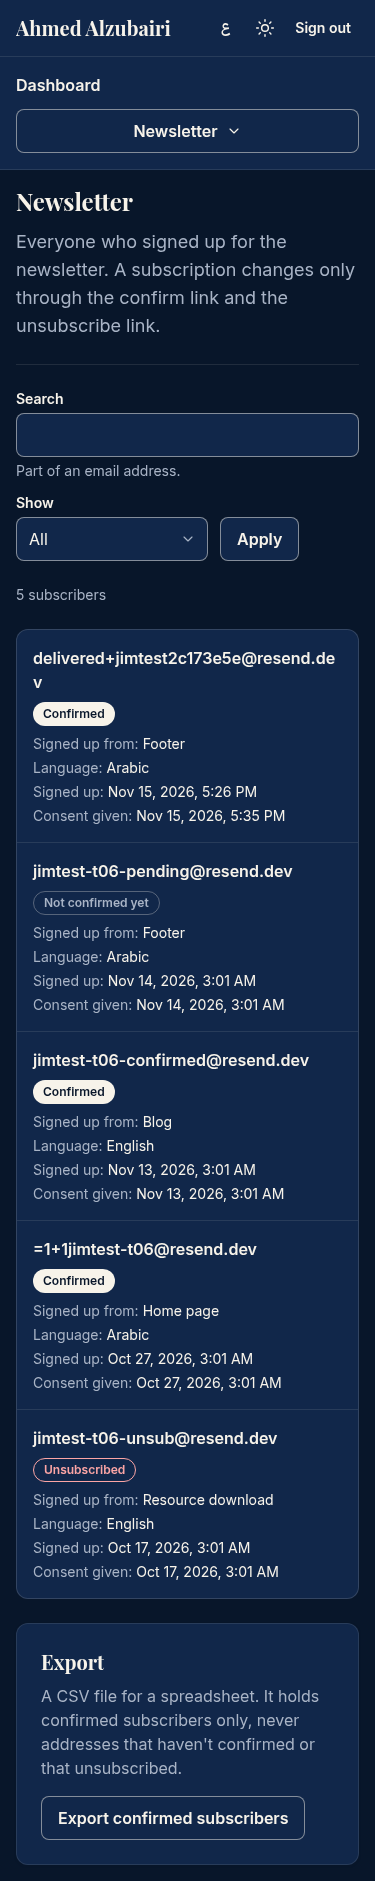 Ahmed Alzubairi
ع
Sign out
Dashboard
Newsletter
Newsletter
Everyone who signed up for the
newsletter. A subscription changes only
through the confirm link and the
unsubscribe link.
Search
Part of an email address.
Show
All
Apply
5 subscribers
delivered+jimtest2c173e5e@resend.de
v
Confirmed
Signed up from: Footer
Language: Arabic
Signed up: Nov 15, 2026, 5:26 PM
Consent given: Nov 15, 2026, 5:35 PM
jimtest-t06-pending@resend.dev
Not confirmed yet
Signed up from: Footer
Language: Arabic
Signed up: Nov 14, 2026, 3:01 AM
Consent given: Nov 14, 2026, 3:01 AM
jimtest-t06-confirmed@resend.dev
Confirmed
Signed up from: Blog
Language: English
Signed up: Nov 13, 2026, 3:01 AM
Consent given: Nov 13, 2026, 3:01 AM
=1+1jimtest-t06@resend.dev
Confirmed
Signed up from: Home page
Language: Arabic
Signed up: Oct 27, 2026, 3:01 AM
Consent given: Oct 27, 2026, 3:01 AM
jimtest-t06-unsub@resend.dev
Unsubscribed
Signed up from: Resource download
Language: English
Signed up: Oct 17, 2026, 3:01 AM
Consent given: Oct 17, 2026, 3:01 AM
Export
A CSV file for a spreadsheet. It holds
confirmed subscribers only, never
addresses that haven't confirmed or
that unsubscribed.
Export confirmed subscribers